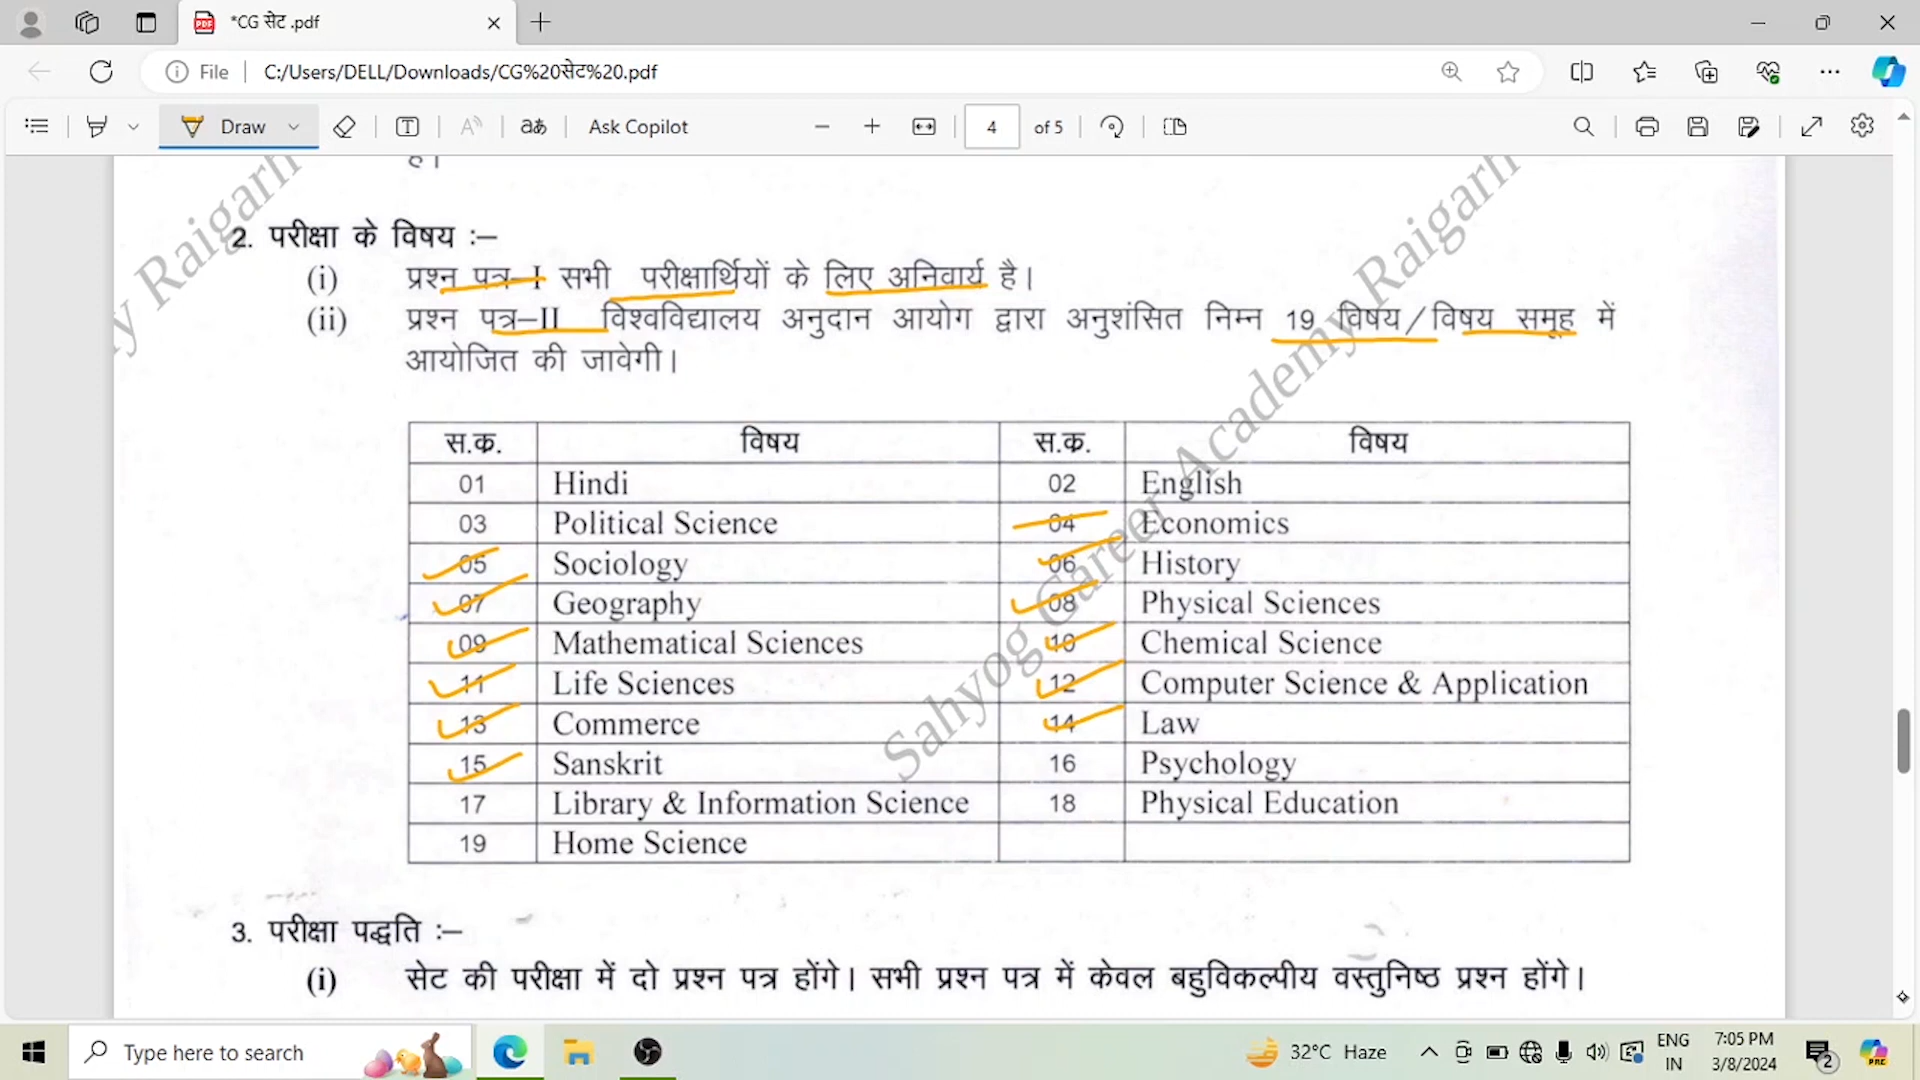 *CG सेट .pdf
File
C:/Users/DELL/Downloads/CG%20सेट%20.pdf
Draw
Ask Copilot
4
of 5
है।
2. परीक्षा के विषय :–
(i) प्रश्न पत्र–I सभी परीक्षार्थियों के लिए अनिवार्य है।
(ii) प्रश्न पत्र–II विश्वविद्यालय अनुदान आयोग द्वारा अनुशंसित निम्न 19 विषय/विषय समूह में
आयोजित की जावेगी।
स.क्र. विषय स.क्र. विषय
01 Hindi 02 English
03 Political Science 04 Economics
05 Sociology 06 History
07 Geography 08 Physical Sciences
09 Mathematical Sciences 10 Chemical Science
11 Life Sciences 12 Computer Science & Application
13 Commerce 14 Law
15 Sanskrit 16 Psychology
17 Library & Information Science 18 Physical Education
19 Home Science
3. परीक्षा पद्धति :–
(i) सेट की परीक्षा में दो प्रश्न पत्र होंगे। सभी प्रश्न पत्र में केवल बहुविकल्पीय वस्तुनिष्ठ प्रश्न होंगे।
y Raigarh
Sahyog Career Academy Raigarh
Type here to search
32°C Haze
ENG
IN
7:05 PM
3/8/2024
2
PRE